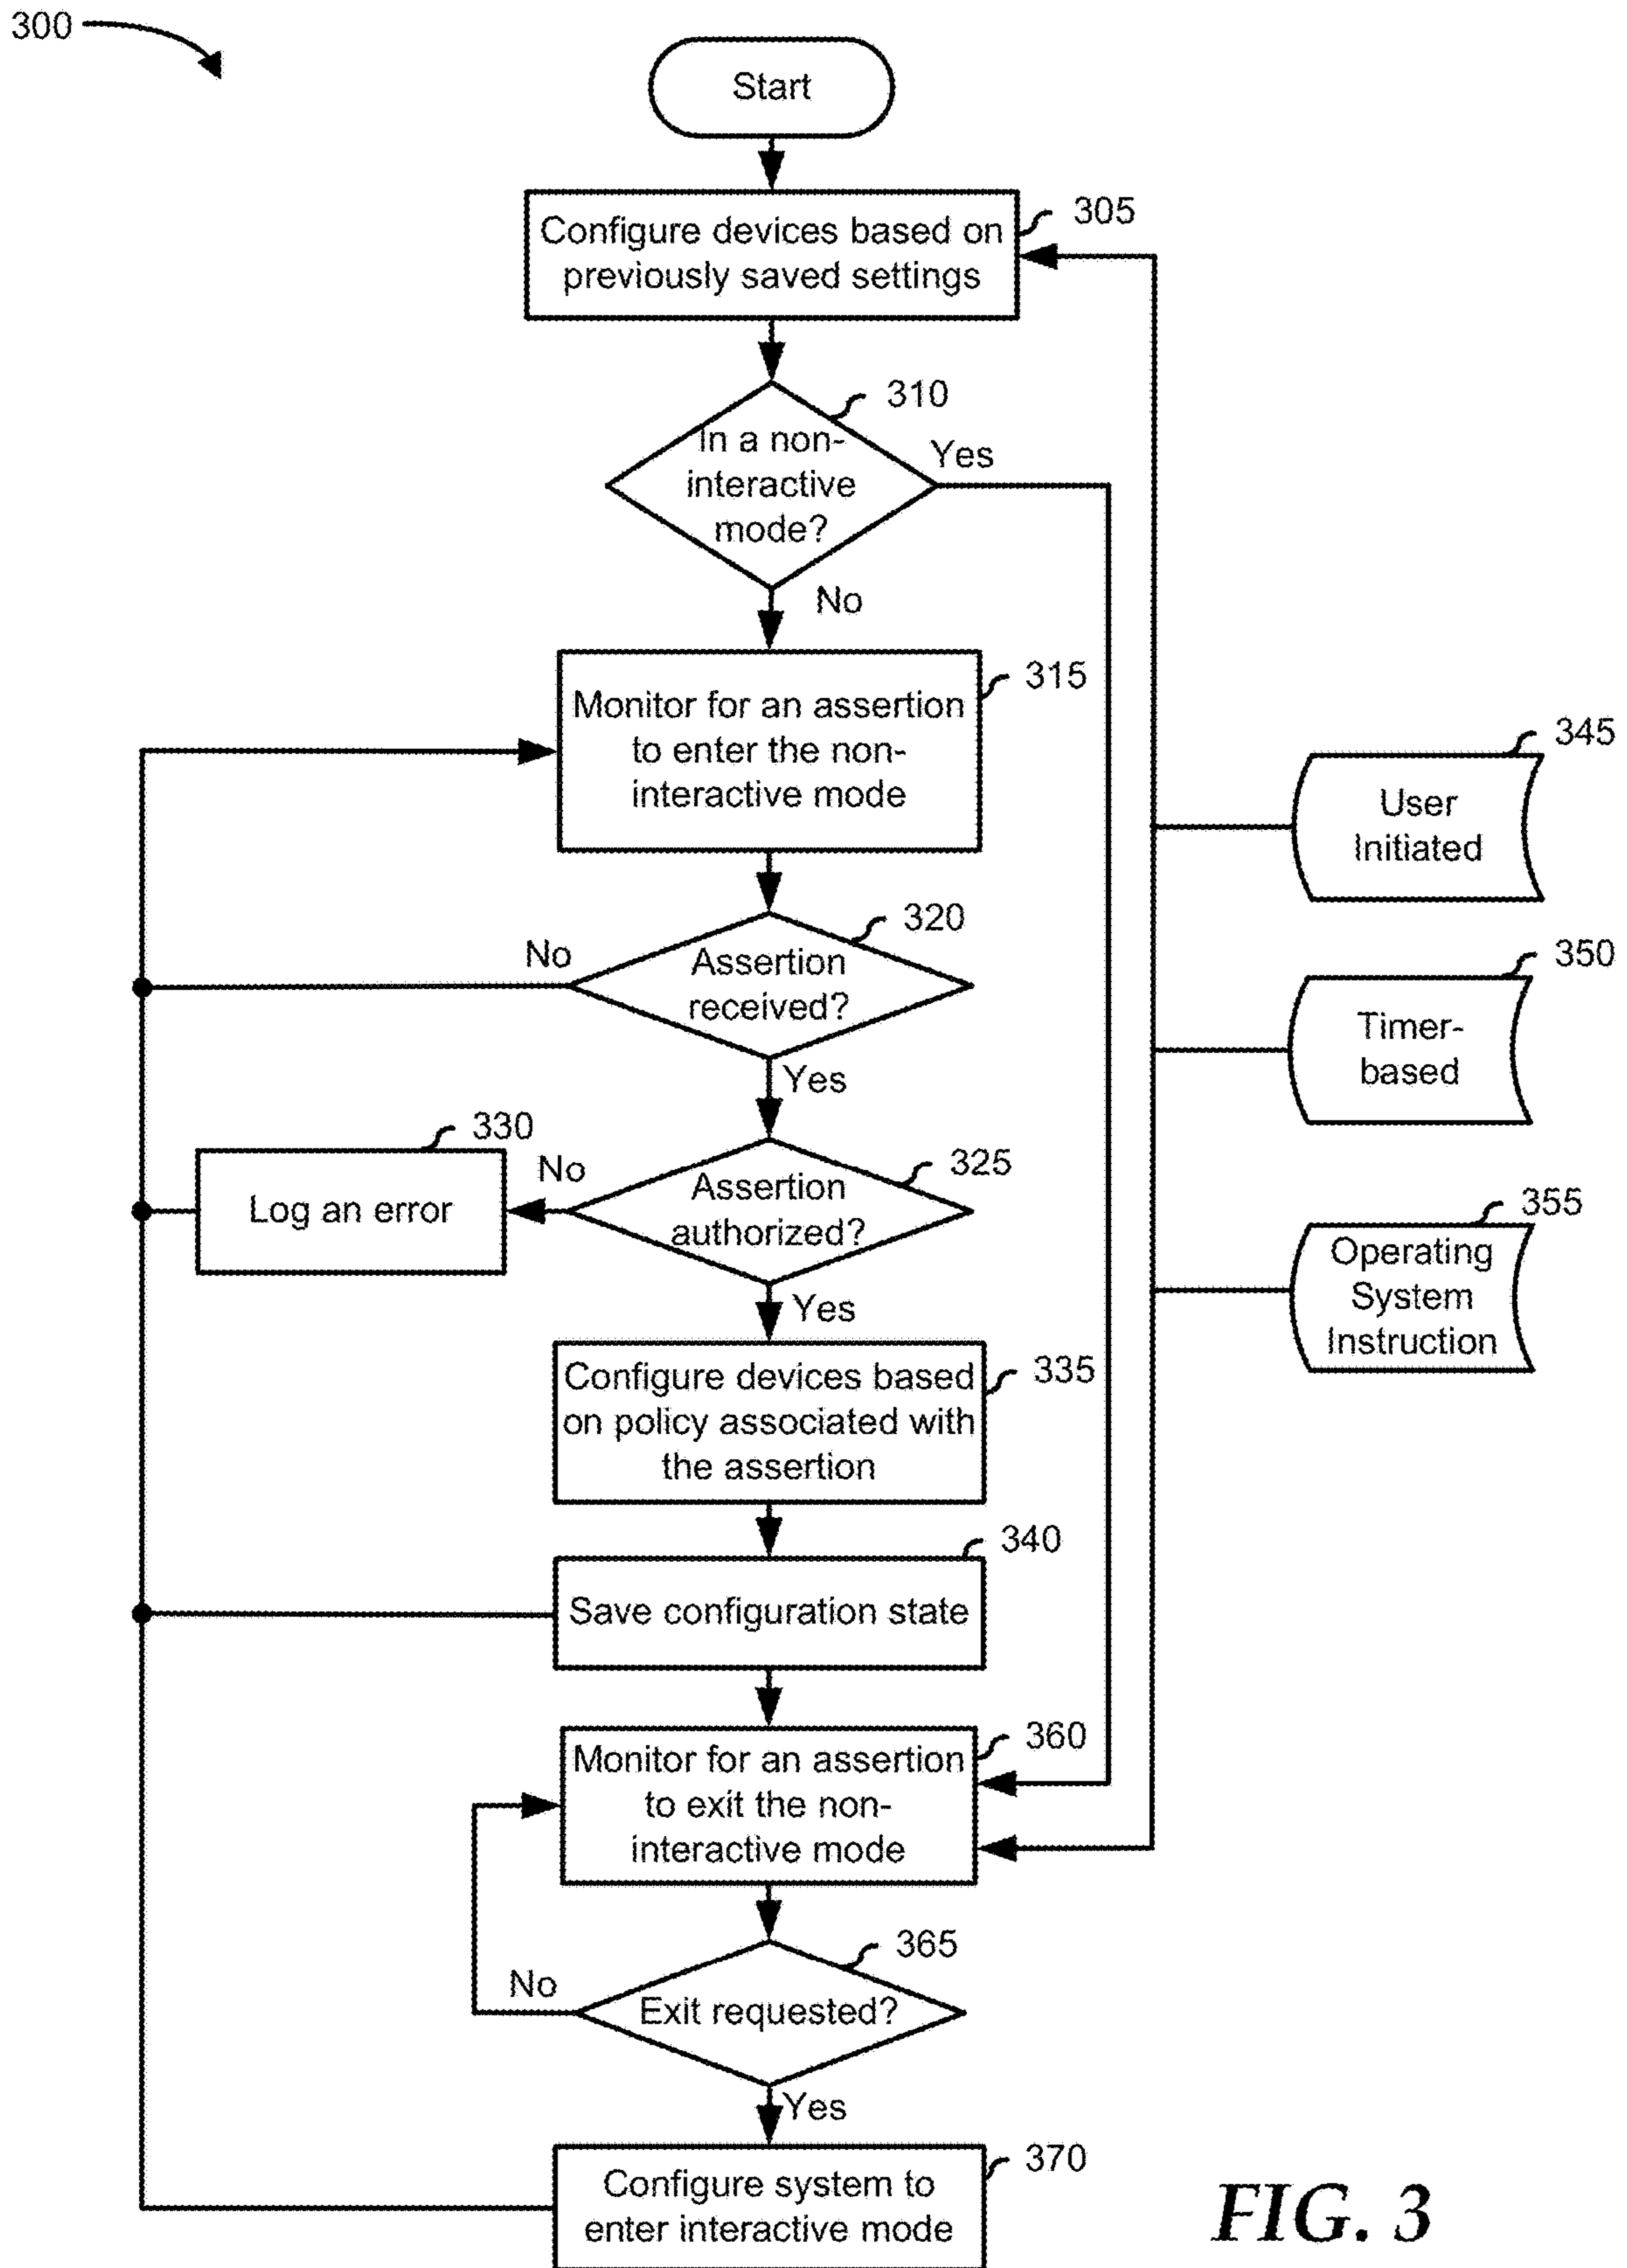 300
Start
Configure devices based on
previously saved settings
305
310
In a non-
interactive
mode?
Yes
No
Monitor for an assertion
to enter the non-
interactive mode
315
345
User
Initiated
320
No
Assertion
received?
Yes
350
Timer-
based
330
Log an error
No
325
Assertion
authorized?
Yes
355
Operating
System
Instruction
Configure devices based
on policy associated with
the assertion
335
340
Save configuration state
Monitor for an assertion
to exit the non-
interactive mode
360
365
No
Exit requested?
Yes
Configure system to
enter interactive mode
370
FIG. 3